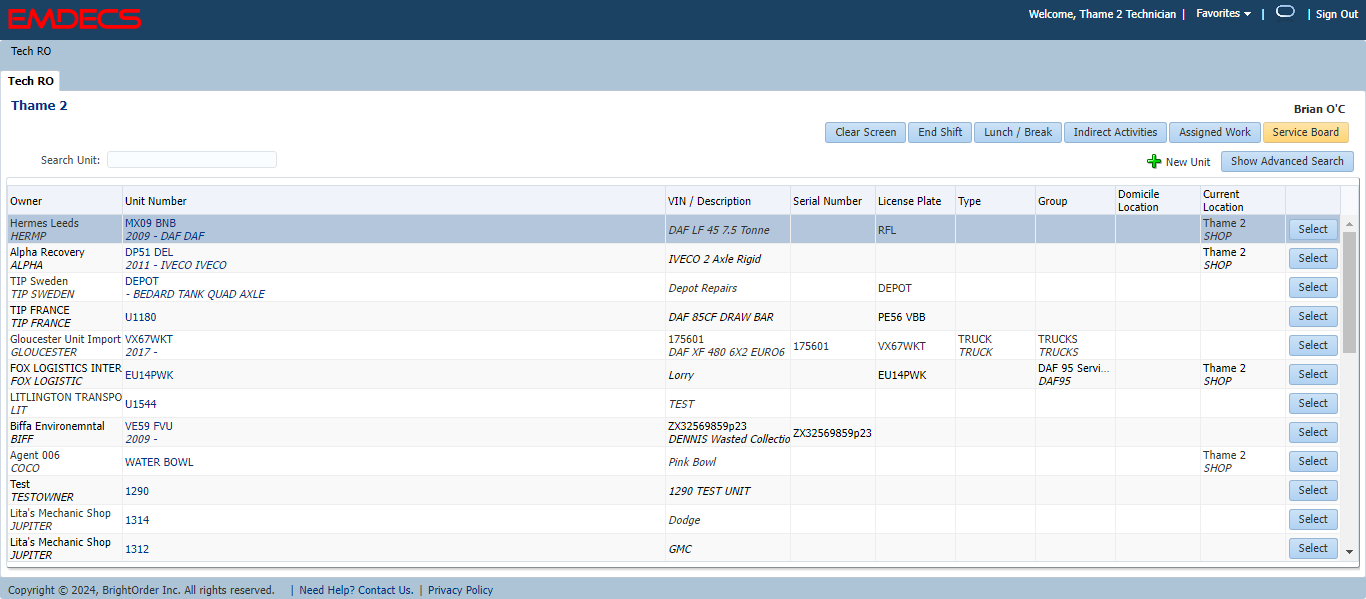 EMDECS
Welcome, Thame 2 Technician | Favorites | | Sign Out
Tech RO
Tech RO
Thame 2
Brian O'C
Clear Screen End Shift Lunch / Break Indirect Activities Assigned Work Service Board
Search Unit:
New Unit Show Advanced Search
Owner Unit Number VIN / Description Serial Number License Plate Type Group Domicile Location Current Location
Hermes Leeds MX09 BNB Thame 2
HERMP 2009 - DAF DAF DAF LF 45 7.5 Tonne RFL SHOP Select
Alpha Recovery DP51 DEL Thame 2
ALPHA 2011 - IVECO IVECO IVECO 2 Axle Rigid SHOP Select
TIP Sweden DEPOT
TIP SWEDEN - BEDARD TANK QUAD AXLE Depot Repairs DEPOT Select
TIP FRANCE
TIP FRANCE U1180 DAF 85CF DRAW BAR PE56 VBB Select
Gloucester Unit Import VX67WKT 175601 TRUCK TRUCKS
GLOUCESTER 2017 - DAF XF 480 6X2 EURO6 175601 VX67WKT TRUCK TRUCKS Select
FOX LOGISTICS INTER DAF 95 Servi... Thame 2
FOX LOGISTIC EU14PWK Lorry EU14PWK DAF95 SHOP Select
LITLINGTON TRANSPO
LIT U1544 TEST Select
Biffa Environemntal VE59 FVU ZX32569859p23
BIFF 2009 - DENNIS Wasted Collectio ZX32569859p23 Select
Agent 006 Thame 2
COCO WATER BOWL Pink Bowl SHOP Select
Test
TESTOWNER 1290 1290 TEST UNIT Select
Lita's Mechanic Shop
JUPITER 1314 Dodge Select
Lita's Mechanic Shop
JUPITER 1312 GMC Select
Copyright © 2024, BrightOrder Inc. All rights reserved. | Need Help? Contact Us. | Privacy Policy